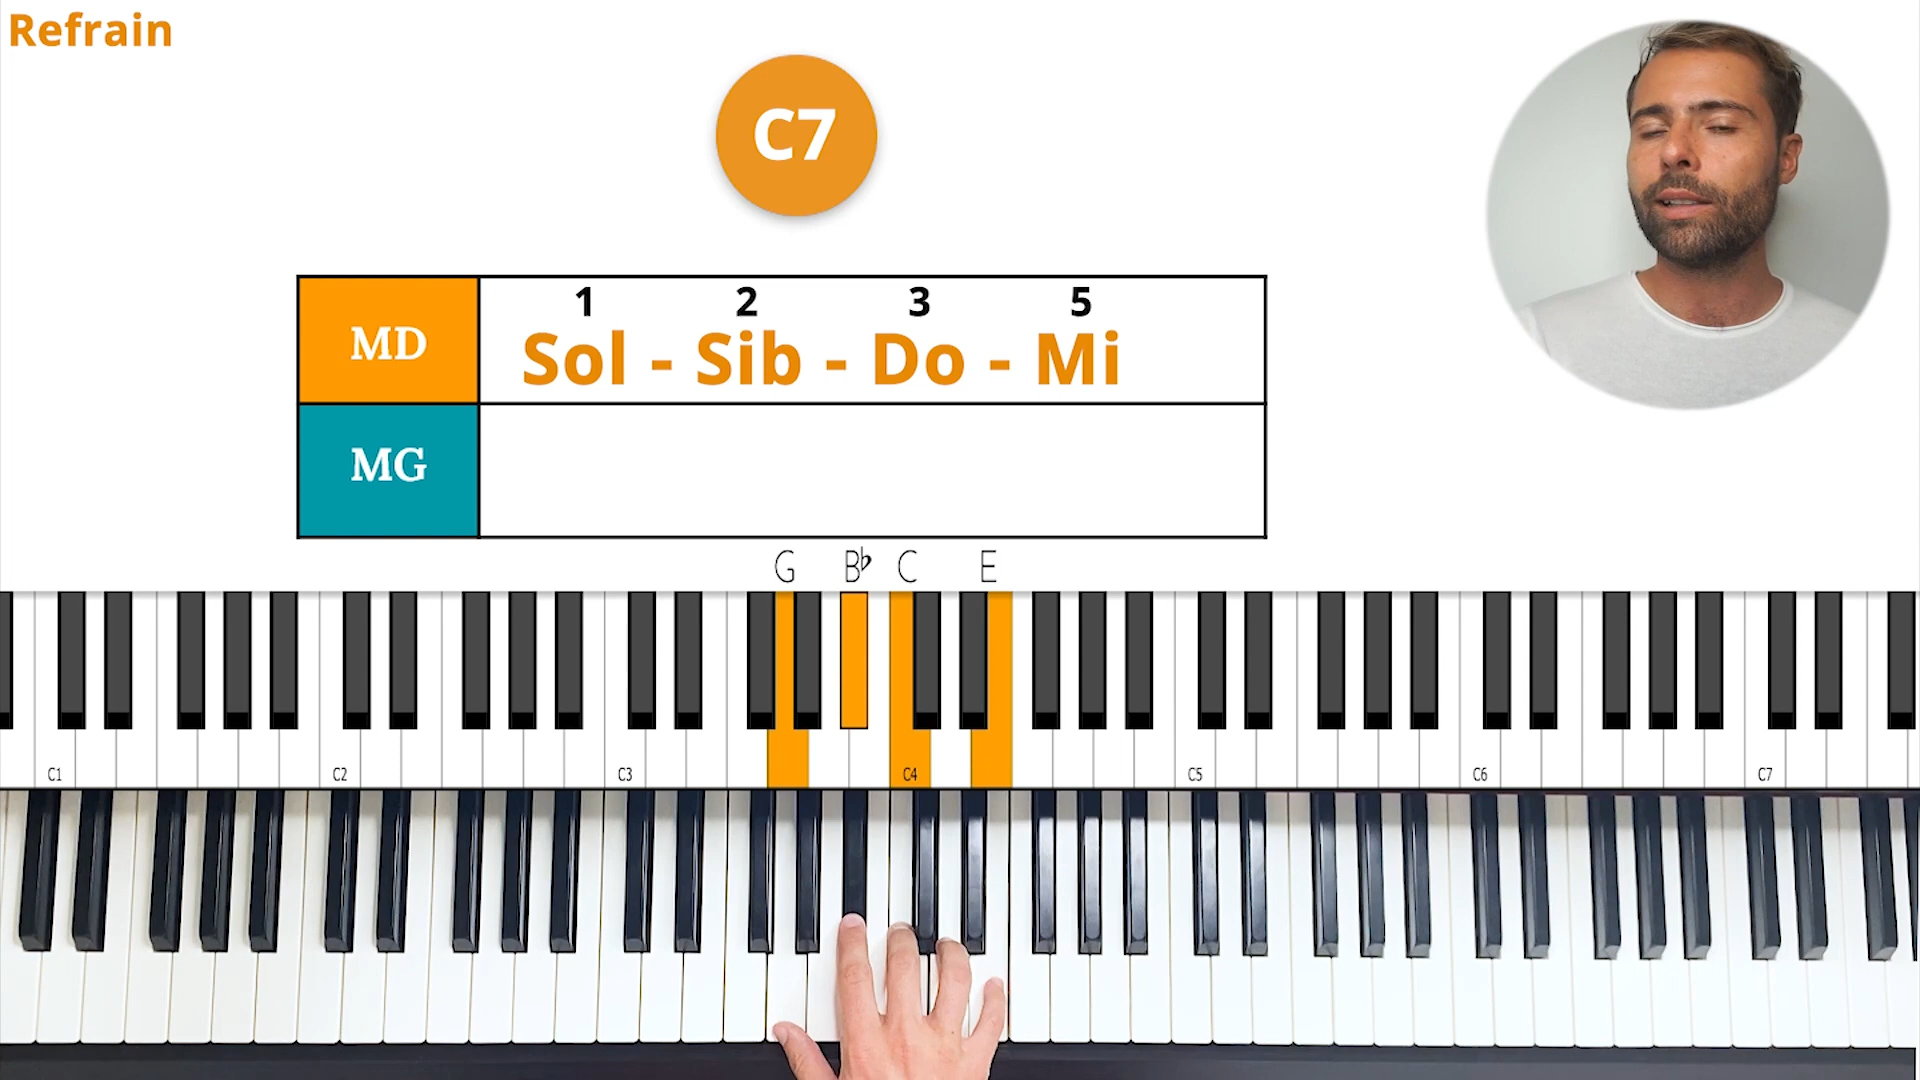 Refrain
C7
1 2 3 5
MD Sol - Sib - Do - Mi
MG
G B♭ C E
C1 C2 C3 C4 C5 C6 C7